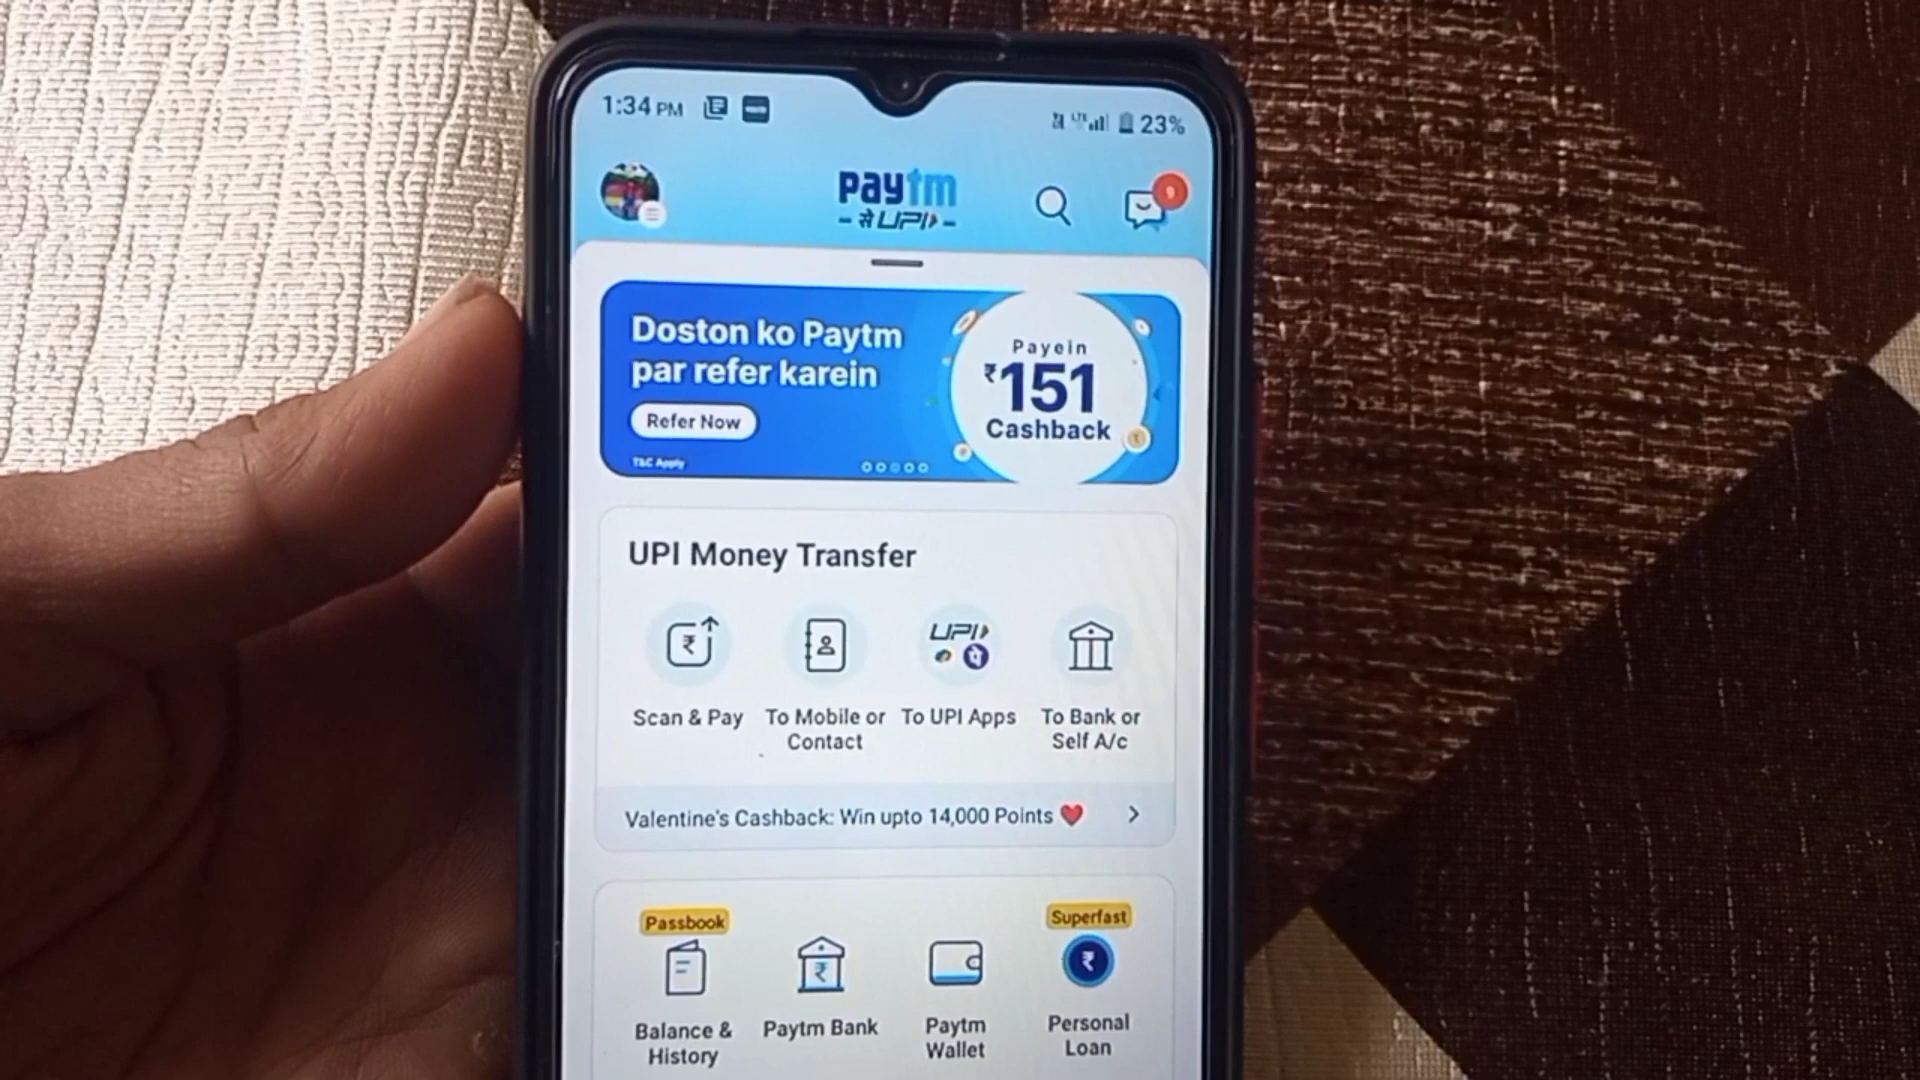 1:34 PM
LTE 23%
paytm
से UPI
9
Doston ko Paytm
par refer karein
Refer Now
T&C Apply
Payein
₹151
Cashback
UPI Money Transfer
UPI
पे
Scan & Pay
To Mobile or
Contact
To UPI Apps
To Bank or
Self A/c
Valentine's Cashback: Win upto 14,000 Points ❤️
Passbook
Superfast
Balance &
History
Paytm Bank
Paytm
Wallet
Personal
Loan